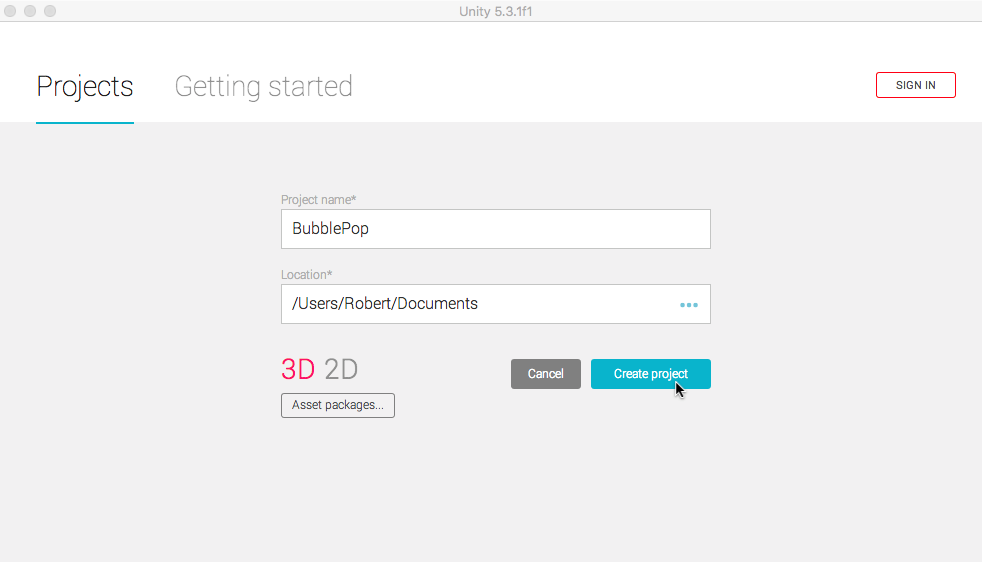 Unity 5.3.1f1
Projects Getting started
SIGN IN
Project name*
BubblePop
Location*
/Users/Robert/Documents
3D 2D
Cancel Create project
Asset packages...